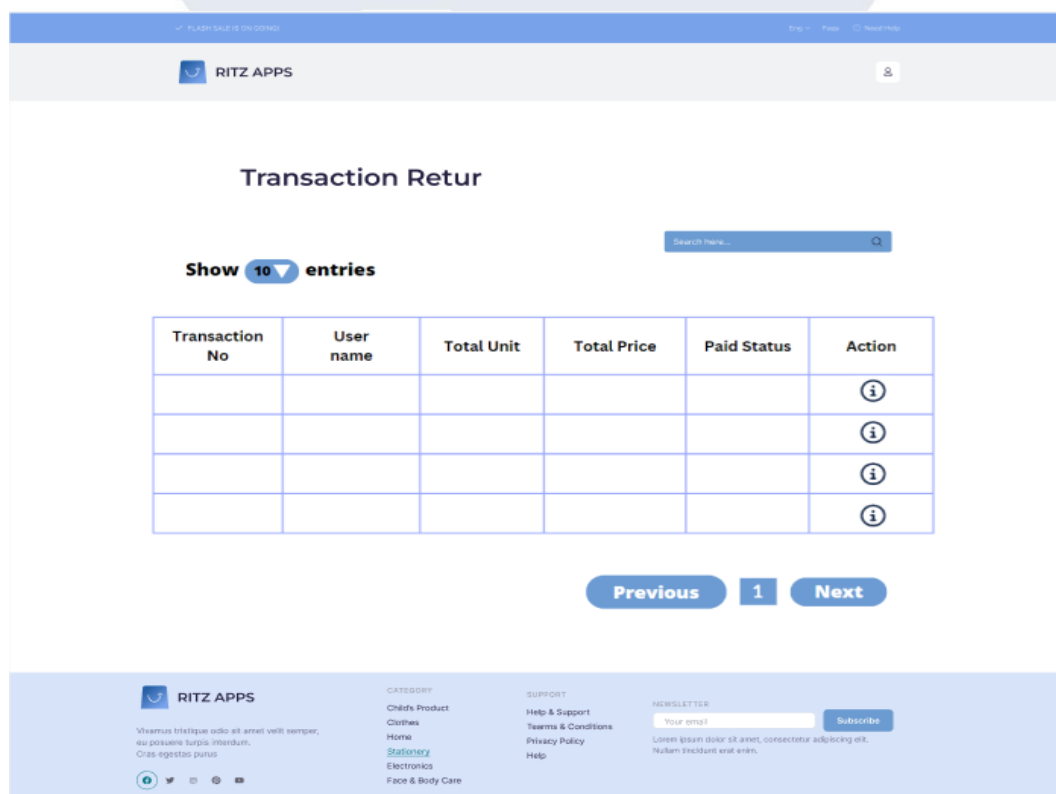 FLASH SALE IS ON GOING!
Eng
Faqs
Need Help
RITZ APPS
Transaction Retur
Search here...
Show 10 entries
Transaction No
User name
Total Unit
Total Price
Paid Status
Action
Previous 1 Next
RITZ APPS
Vivamus tristique odio sit amet velit semper,
eu posuere turpis interdum.
Cras egestas purus
CATEGORY
Child's Product
Clothes
Home
Stationery
Electronics
Face & Body Care
SUPPORT
Help & Support
Tearms & Conditions
Privacy Policy
Help
NEWSLETTER
Your email
Subscribe
Lorem ipsum dolor sit amet, consectetur adipiscing elit.
Nullam tincidunt erat enim.